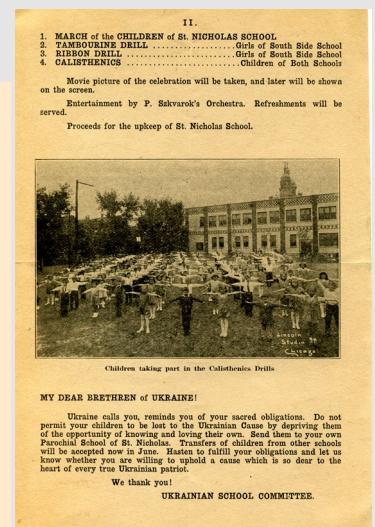 II.
1. MARCH of the CHILDREN of St. NICHOLAS SCHOOL
2. TAMBOURINE DRILL ..................Girls of South Side School
3. RIBBON DRILL ........................Girls of South Side School
4. CALISTHENICS ........................Children of Both Schools
Movie picture of the celebration will be taken, and later will be shown
on the screen.
Entertainment by P. Szkvarok's Orchestra. Refreshments will be
served.
Proceeds for the upkeep of St. Nicholas School.
Lincoln
Studio
Chicago
Children taking part in the Calisthenics Drills
MY DEAR BRETHREN of UKRAINE!
Ukraine calls you, reminds you of your sacred obligations. Do not
permit your children to be lost to the Ukrainian Cause by depriving them
of the opportunity of knowing and loving their own. Send them to your own
Parochial School of St. Nicholas. Transfers of children from other schools
will be accepted now in June. Hasten to fulfill your obligations and let us
know whether you are willing to uphold a cause which is so dear to the
heart of every true Ukrainian patriot.
We thank you!
UKRAINIAN SCHOOL COMMITTEE.